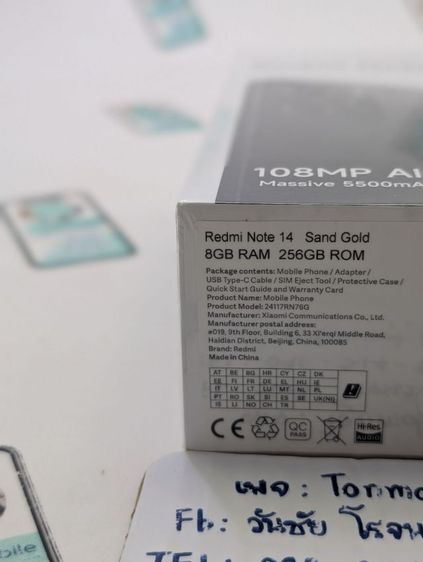 108MP AI
Massive 5500mA
Redmi Note 14 Sand Gold
8GB RAM 256GB ROM
Package contents: Mobile Phone / Adapter /
USB Type-C Cable / SIM Eject Tool / Protective Case /
Quick Start Guide and Warranty Card
Product Name: Mobile Phone
Model: 24117RN76G
Manufacturer: Xiaomi Communications Co., Ltd.
Manufacturer postal address:
#019, 9th Floor, Building 6, 33 Xi'erqi Middle Road,
Haidian District, Beijing, China, 100085
Brand: Redmi
Made in China
AT BE BG HR CY CZ DK
EE FI FR DE EL HU IE
IT LV LT LU MT NL PL
PT RO SK SI ES SE UK(NI)
IS LI NO CH TR
CE QC PASS Hi-Res AUDIO
เพจ : Tonmo
Fb : วันชัย โรจน